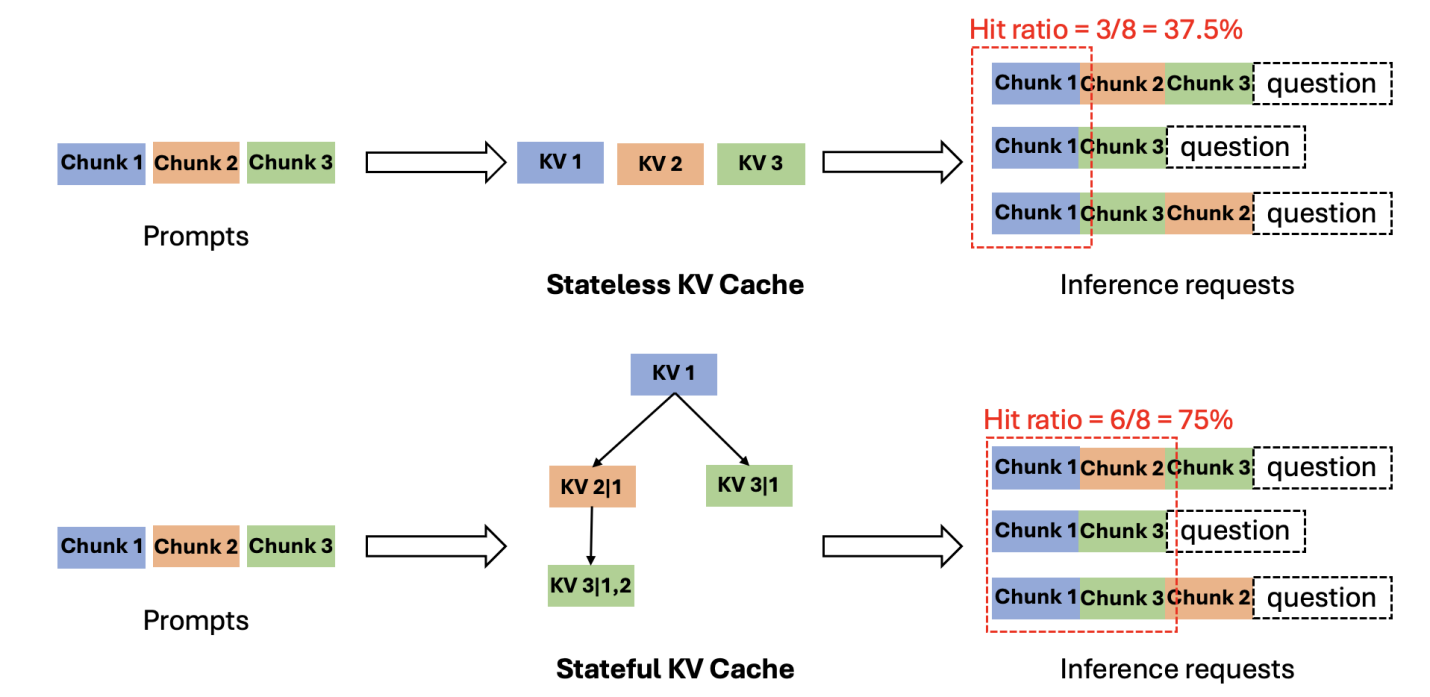 Hit ratio = 3/8 = 37.5%
Chunk 1 Chunk 2 Chunk 3 question
Chunk 1 Chunk 3 question
Chunk 1 Chunk 3 Chunk 2 question
Chunk 1 Chunk 2 Chunk 3
KV 1 KV 2 KV 3
Prompts
Stateless KV Cache
Inference requests
KV 1
KV 2|1 KV 3|1
KV 3|1,2
Hit ratio = 6/8 = 75%
Chunk 1 Chunk 2 Chunk 3 question
Chunk 1 Chunk 3 question
Chunk 1 Chunk 3 Chunk 2 question
Chunk 1 Chunk 2 Chunk 3
Prompts
Stateful KV Cache
Inference requests